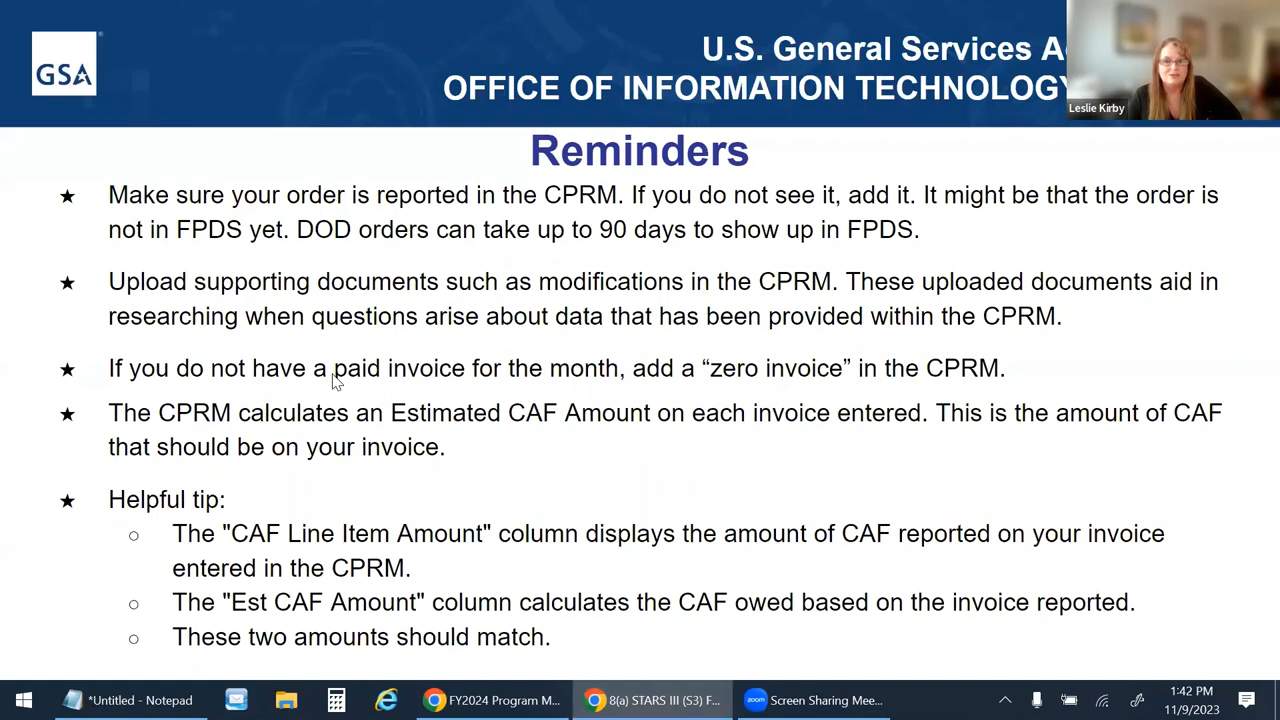 GSA
U.S. General Services A
OFFICE OF INFORMATION TECHNOLOGY
Leslie Kirby
Reminders
★ Make sure your order is reported in the CPRM. If you do not see it, add it. It might be that the order is
not in FPDS yet. DOD orders can take up to 90 days to show up in FPDS.
★ Upload supporting documents such as modifications in the CPRM. These uploaded documents aid in
researching when questions arise about data that has been provided within the CPRM.
★ If you do not have a paid invoice for the month, add a “zero invoice” in the CPRM.
★ The CPRM calculates an Estimated CAF Amount on each invoice entered. This is the amount of CAF
that should be on your invoice.
★ Helpful tip:
○ The "CAF Line Item Amount" column displays the amount of CAF reported on your invoice
entered in the CPRM.
○ The "Est CAF Amount" column calculates the CAF owed based on the invoice reported.
○ These two amounts should match.
*Untitled - Notepad
FY2024 Program M...
8(a) STARS III (S3) F...
zoom
Screen Sharing Mee...
1:42 PM
11/9/2023